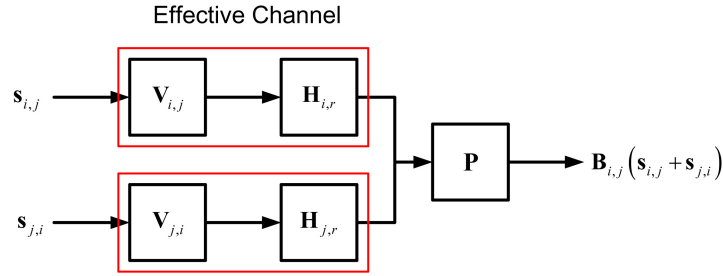 Effective Channel
s_{i,j} V_{i,j} H_{i,r}
P B_{i,j}(s_{i,j} + s_{j,i})
s_{j,i} V_{j,i} H_{j,r}